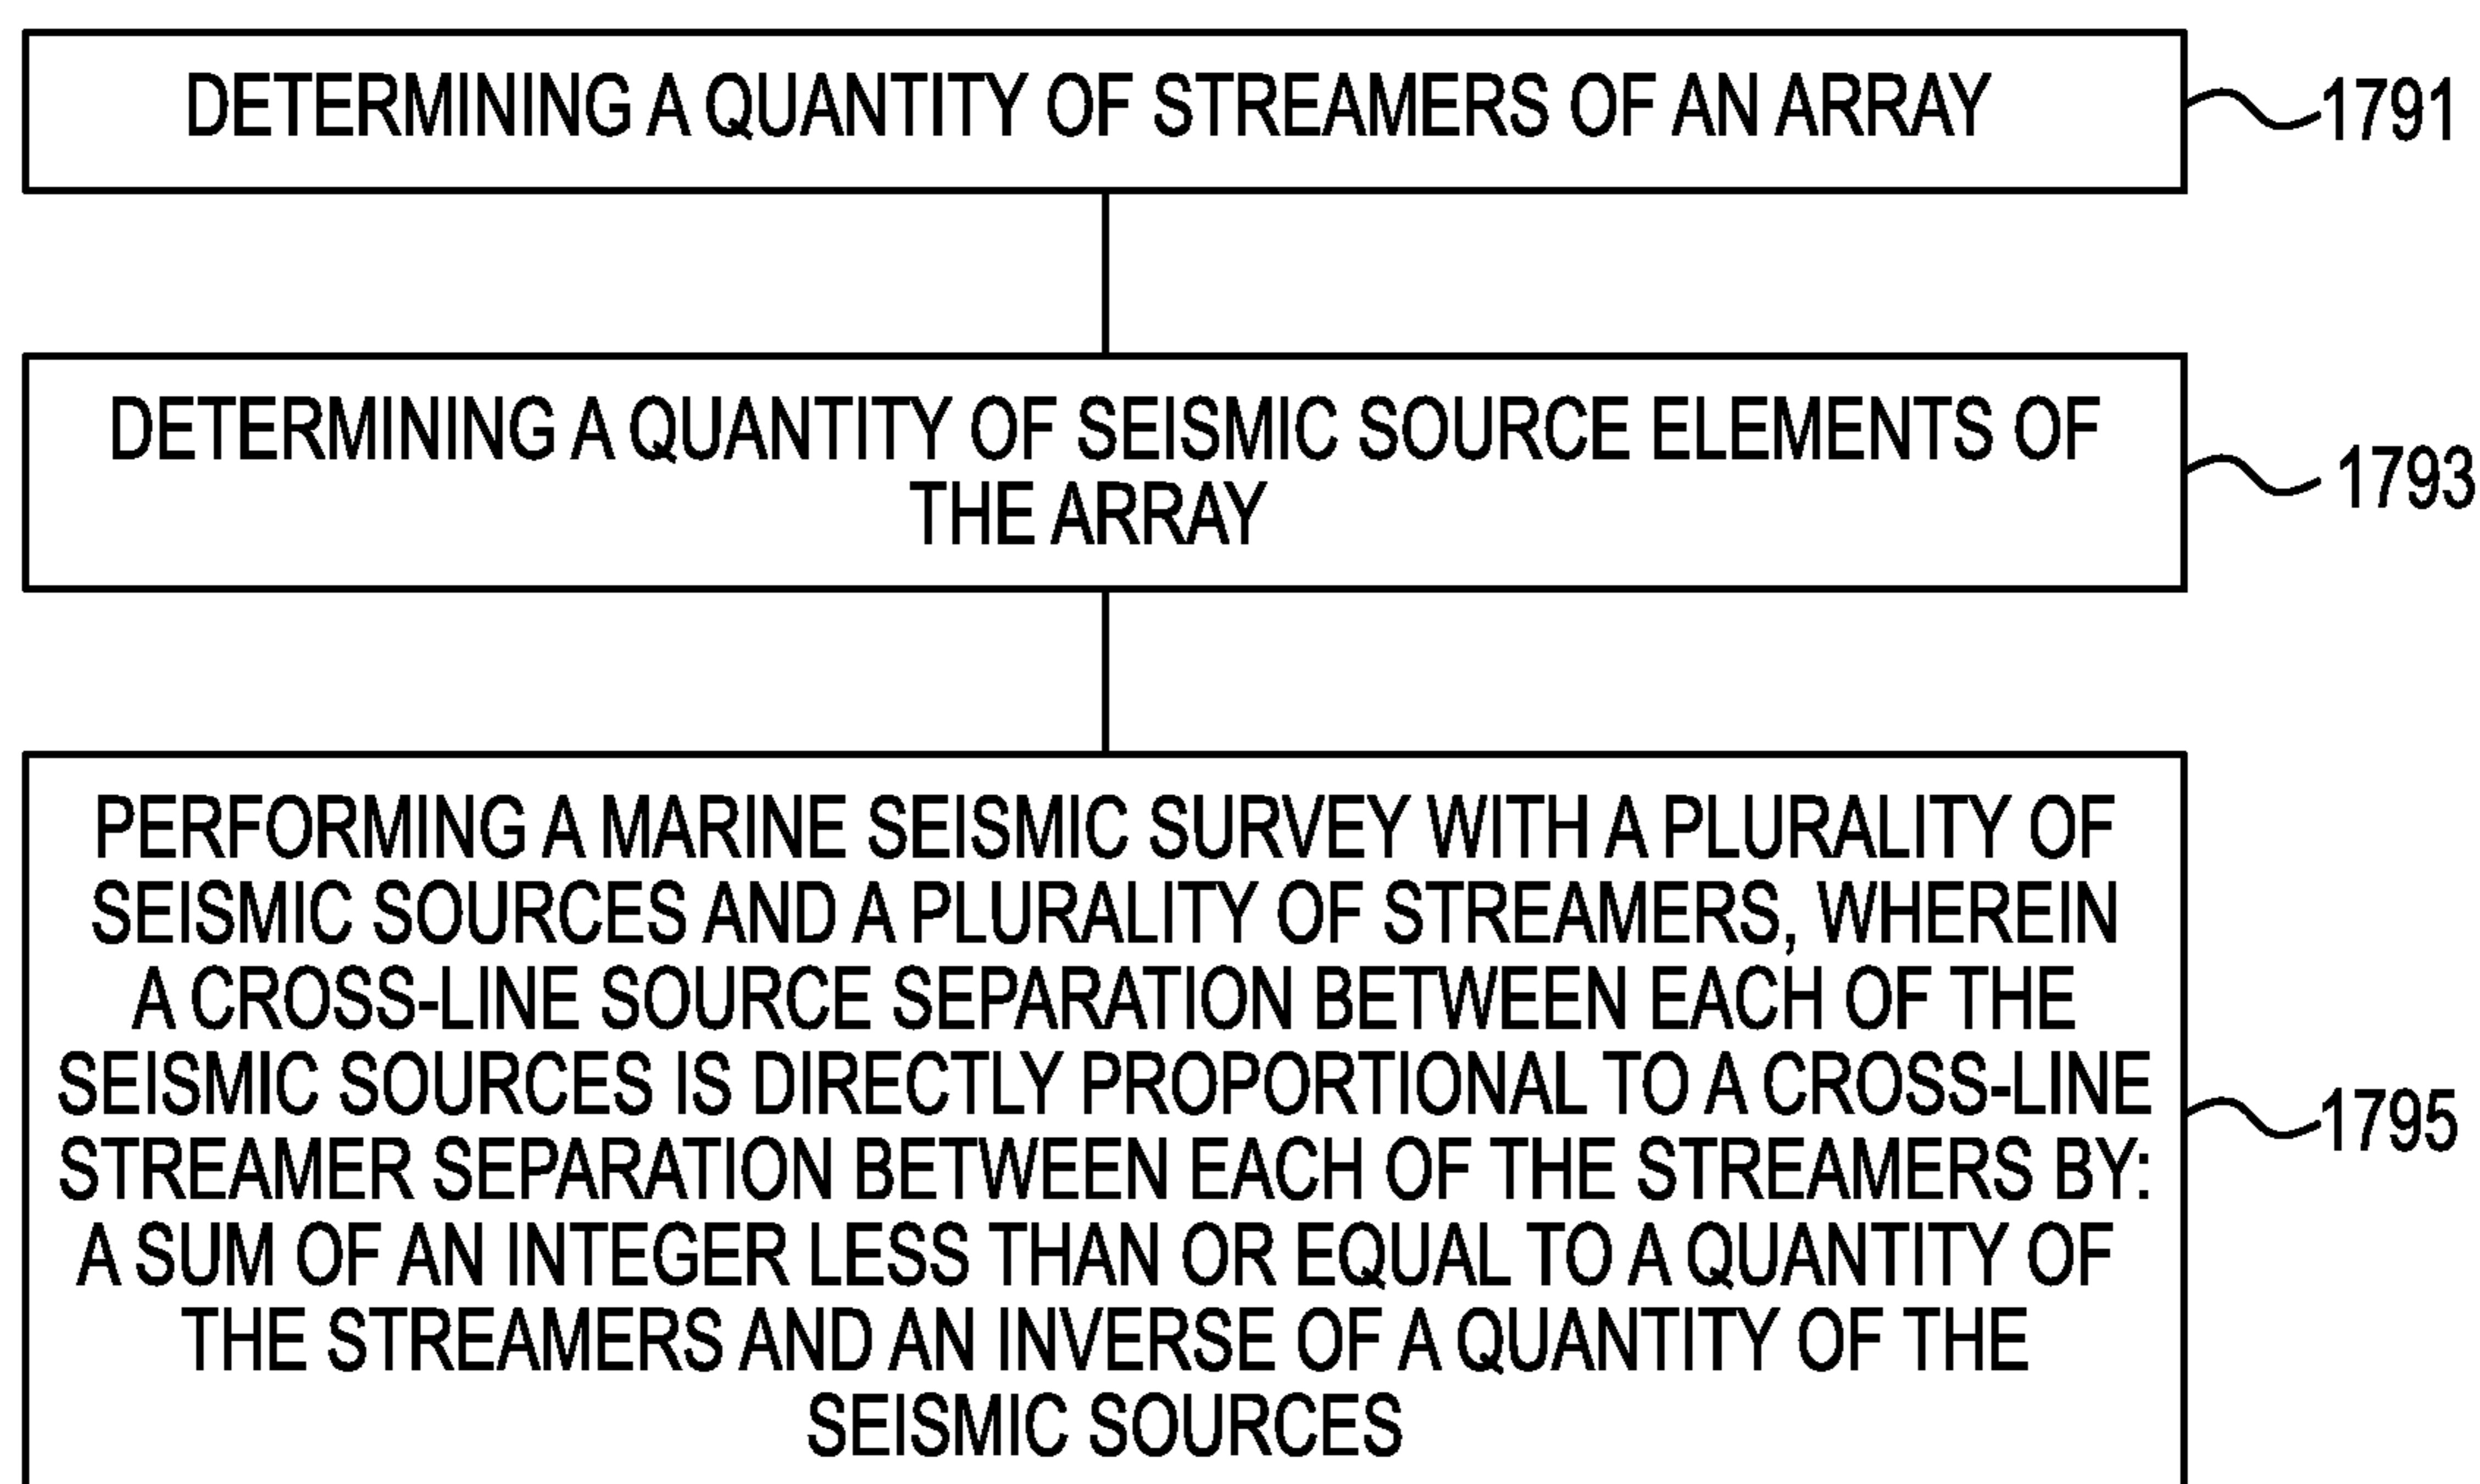 DETERMINING A QUANTITY OF STREAMERS OF AN ARRAY
1791
DETERMINING A QUANTITY OF SEISMIC SOURCE ELEMENTS OF
THE ARRAY
1793
PERFORMING A MARINE SEISMIC SURVEY WITH A PLURALITY OF
SEISMIC SOURCES AND A PLURALITY OF STREAMERS, WHEREIN
A CROSS-LINE SOURCE SEPARATION BETWEEN EACH OF THE
SEISMIC SOURCES IS DIRECTLY PROPORTIONAL TO A CROSS-LINE
STREAMER SEPARATION BETWEEN EACH OF THE STREAMERS BY:
A SUM OF AN INTEGER LESS THAN OR EQUAL TO A QUANTITY OF
THE STREAMERS AND AN INVERSE OF A QUANTITY OF THE
SEISMIC SOURCES
1795